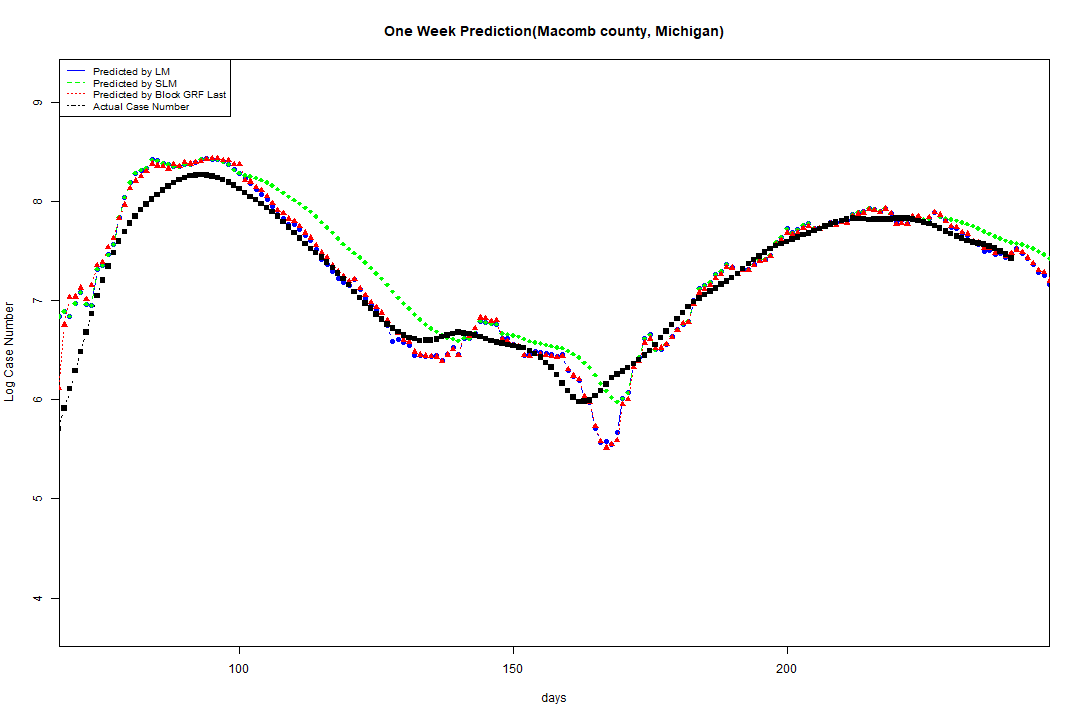 One Week Prediction(Macomb county, Michigan)
Predicted by LM
Predicted by SLM
Predicted by Block GRF Last
Actual Case Number
Log Case Number
9
8
7
6
5
4
100 150 200
days